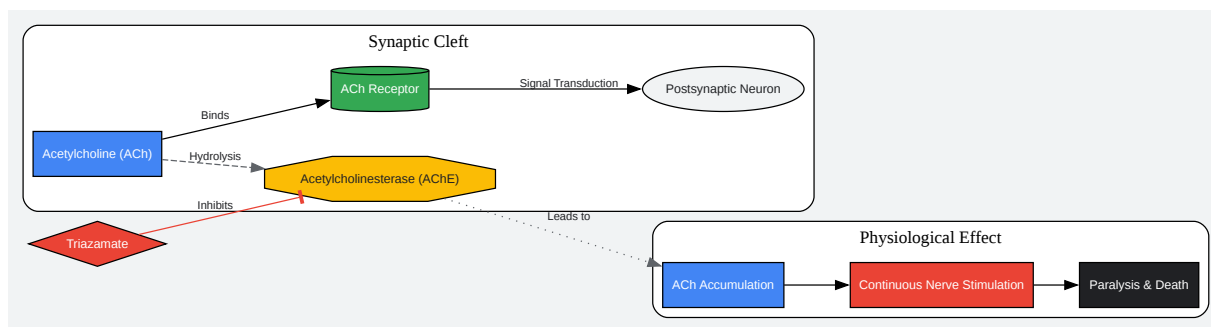 Synaptic Cleft
ACh Receptor
Signal Transduction
Postsynaptic Neuron
Binds
Acetylcholine (ACh)
Hydrolysis
Acetylcholinesterase (AChE)
Inhibits
Triazamate
Leads to
Physiological Effect
ACh Accumulation
Continuous Nerve Stimulation
Paralysis & Death